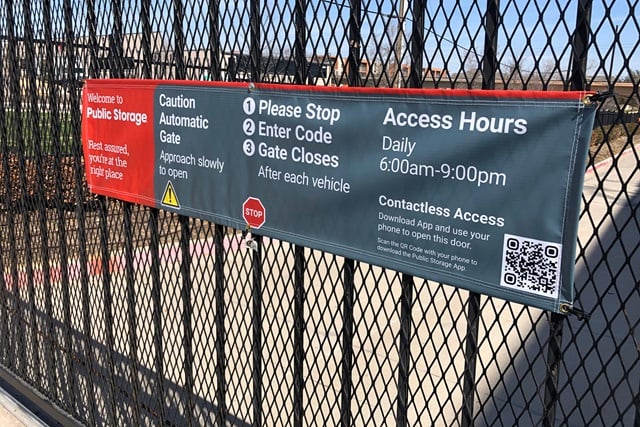 Welcome to
Public Storage
Rest assured,
you're at the
right place
Caution
Automatic
Gate
Approach slowly
to open
1 Please Stop
2 Enter Code
3 Gate Closes
After each vehicle
STOP
Access Hours
Daily
6:00am-9:00pm
Contactless Access
Download App and use your
phone to open this door.
Scan the QR Code with your phone to
download the Public Storage App.